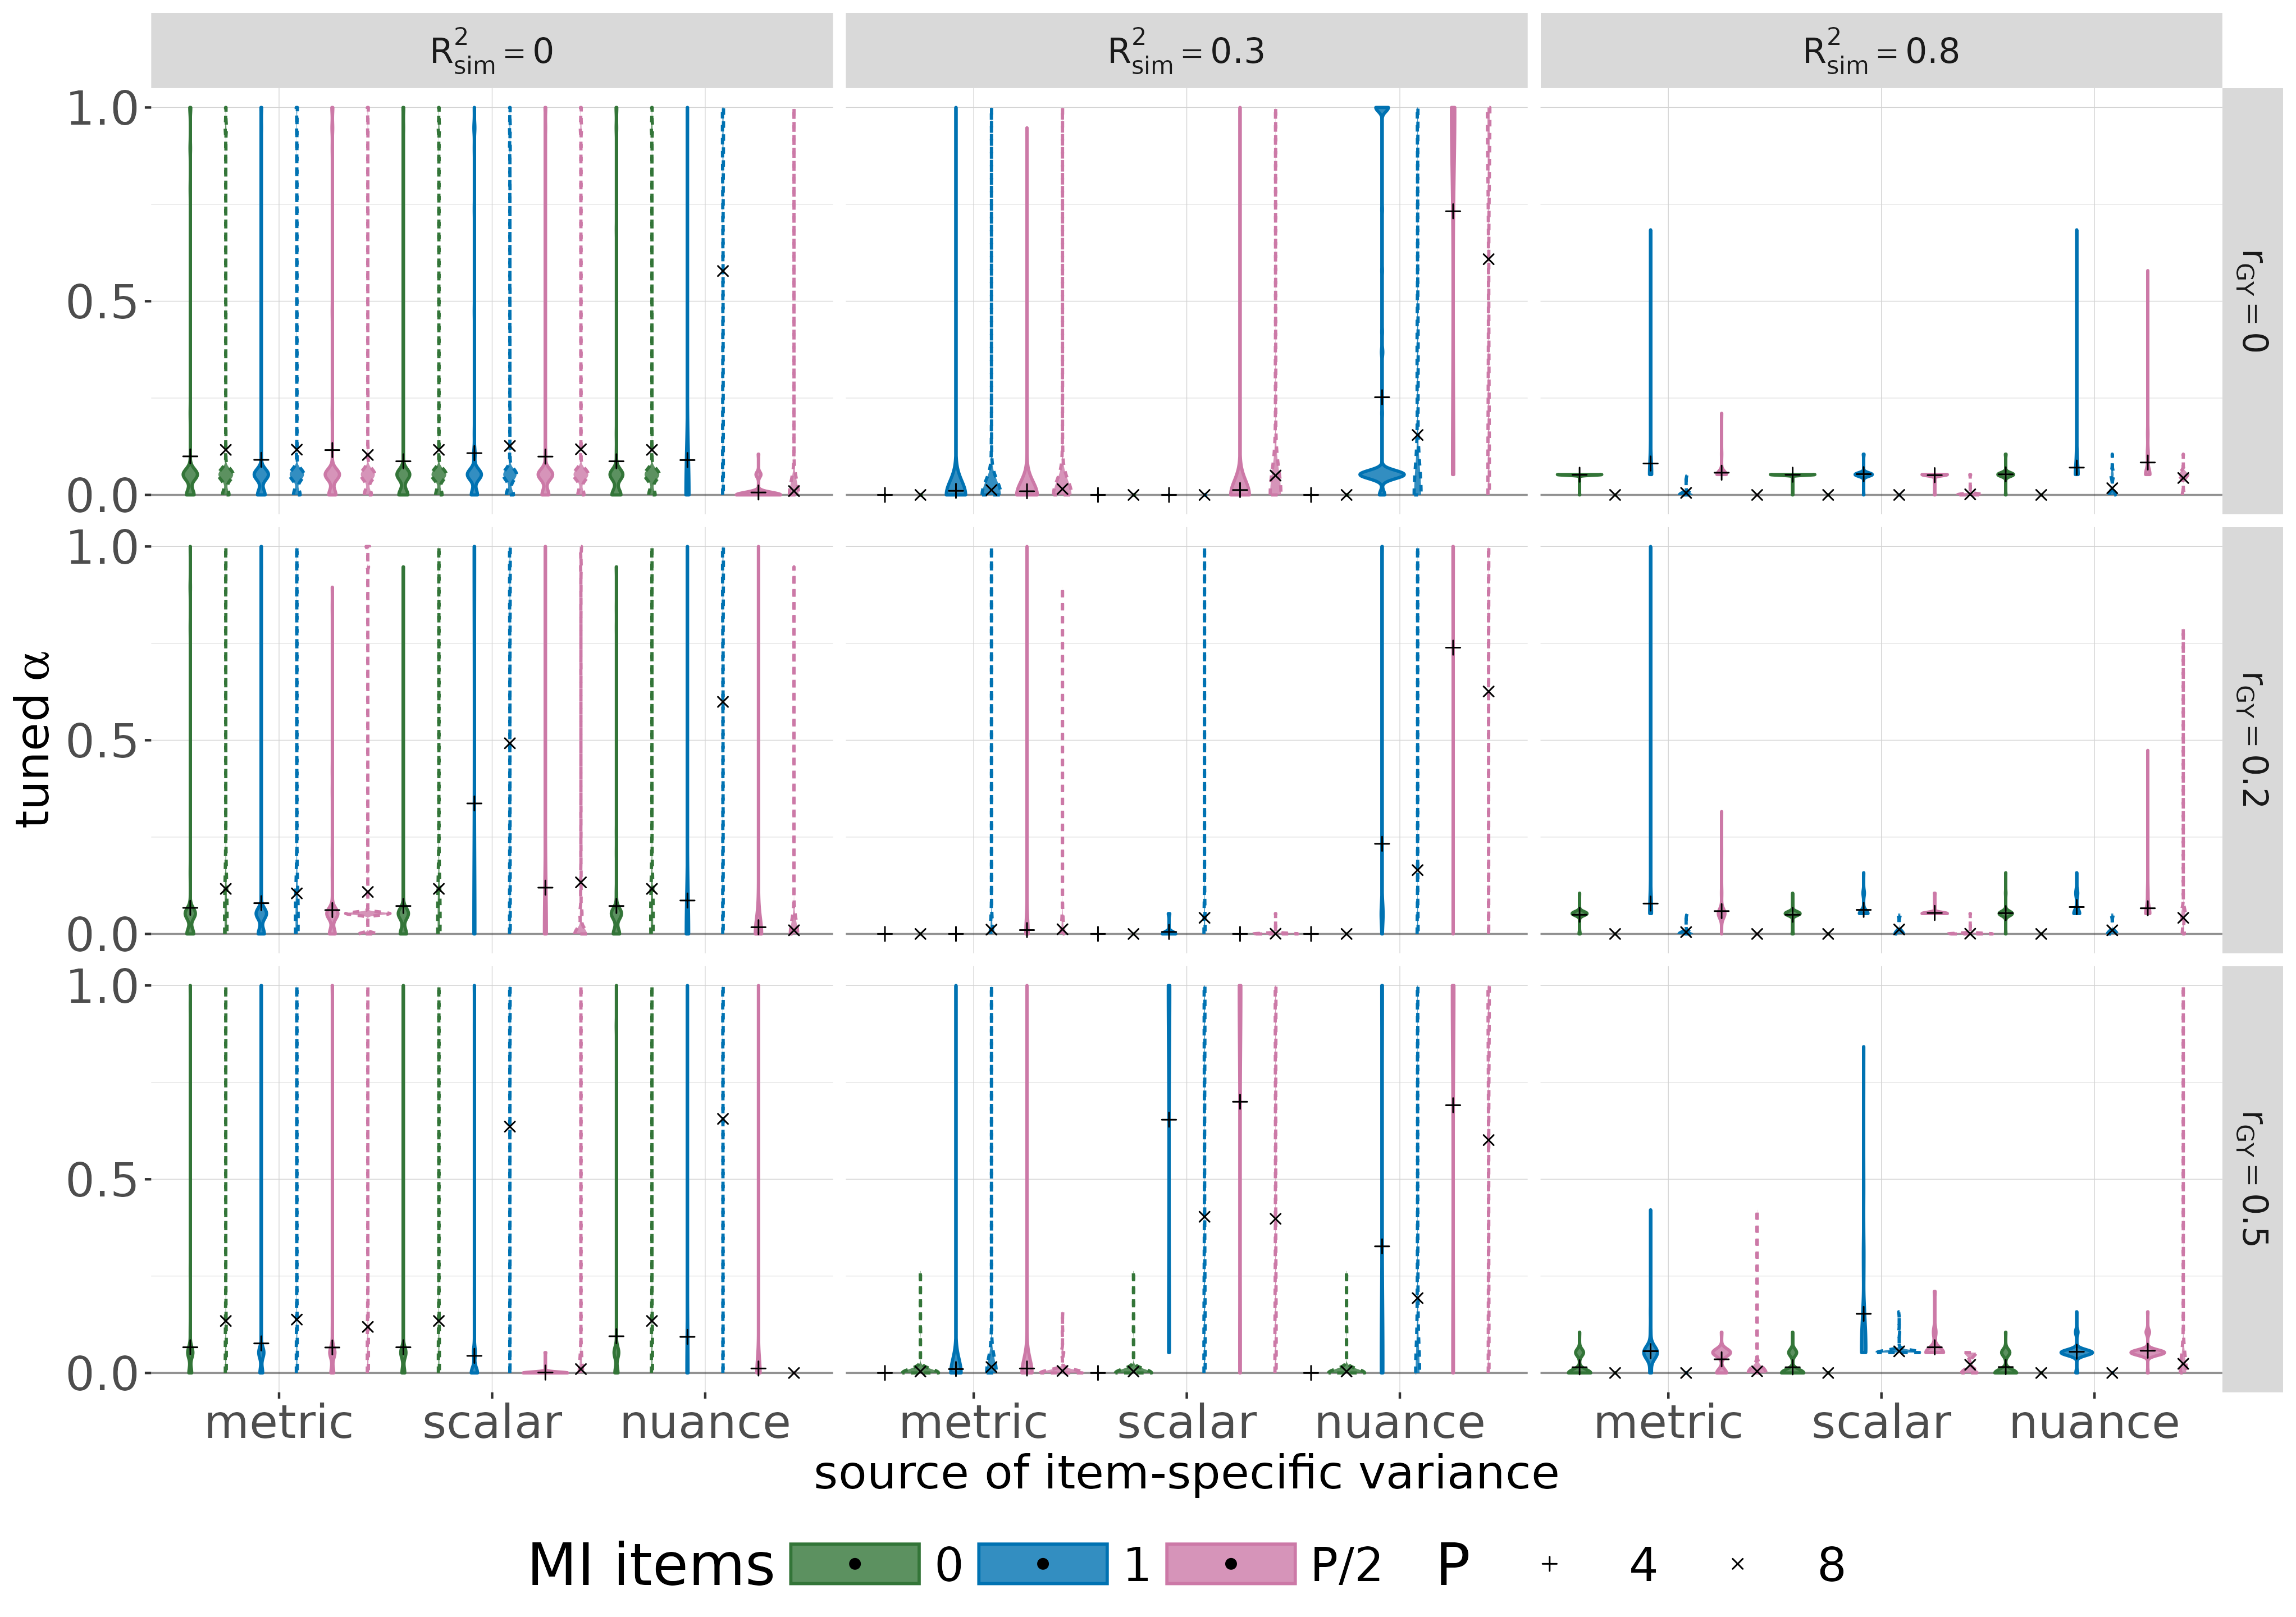 R²sim = 0
R²sim = 0.3
R²sim = 0.8
1.0
0.5
0.0
rGY = 0
1.0
0.5
0.0
rGY = 0.2
1.0
0.5
0.0
rGY = 0.5
tuned α
metric scalar nuance
metric scalar nuance
metric scalar nuance
source of item-specific variance
MI items 0 1 P/2 P 4 8